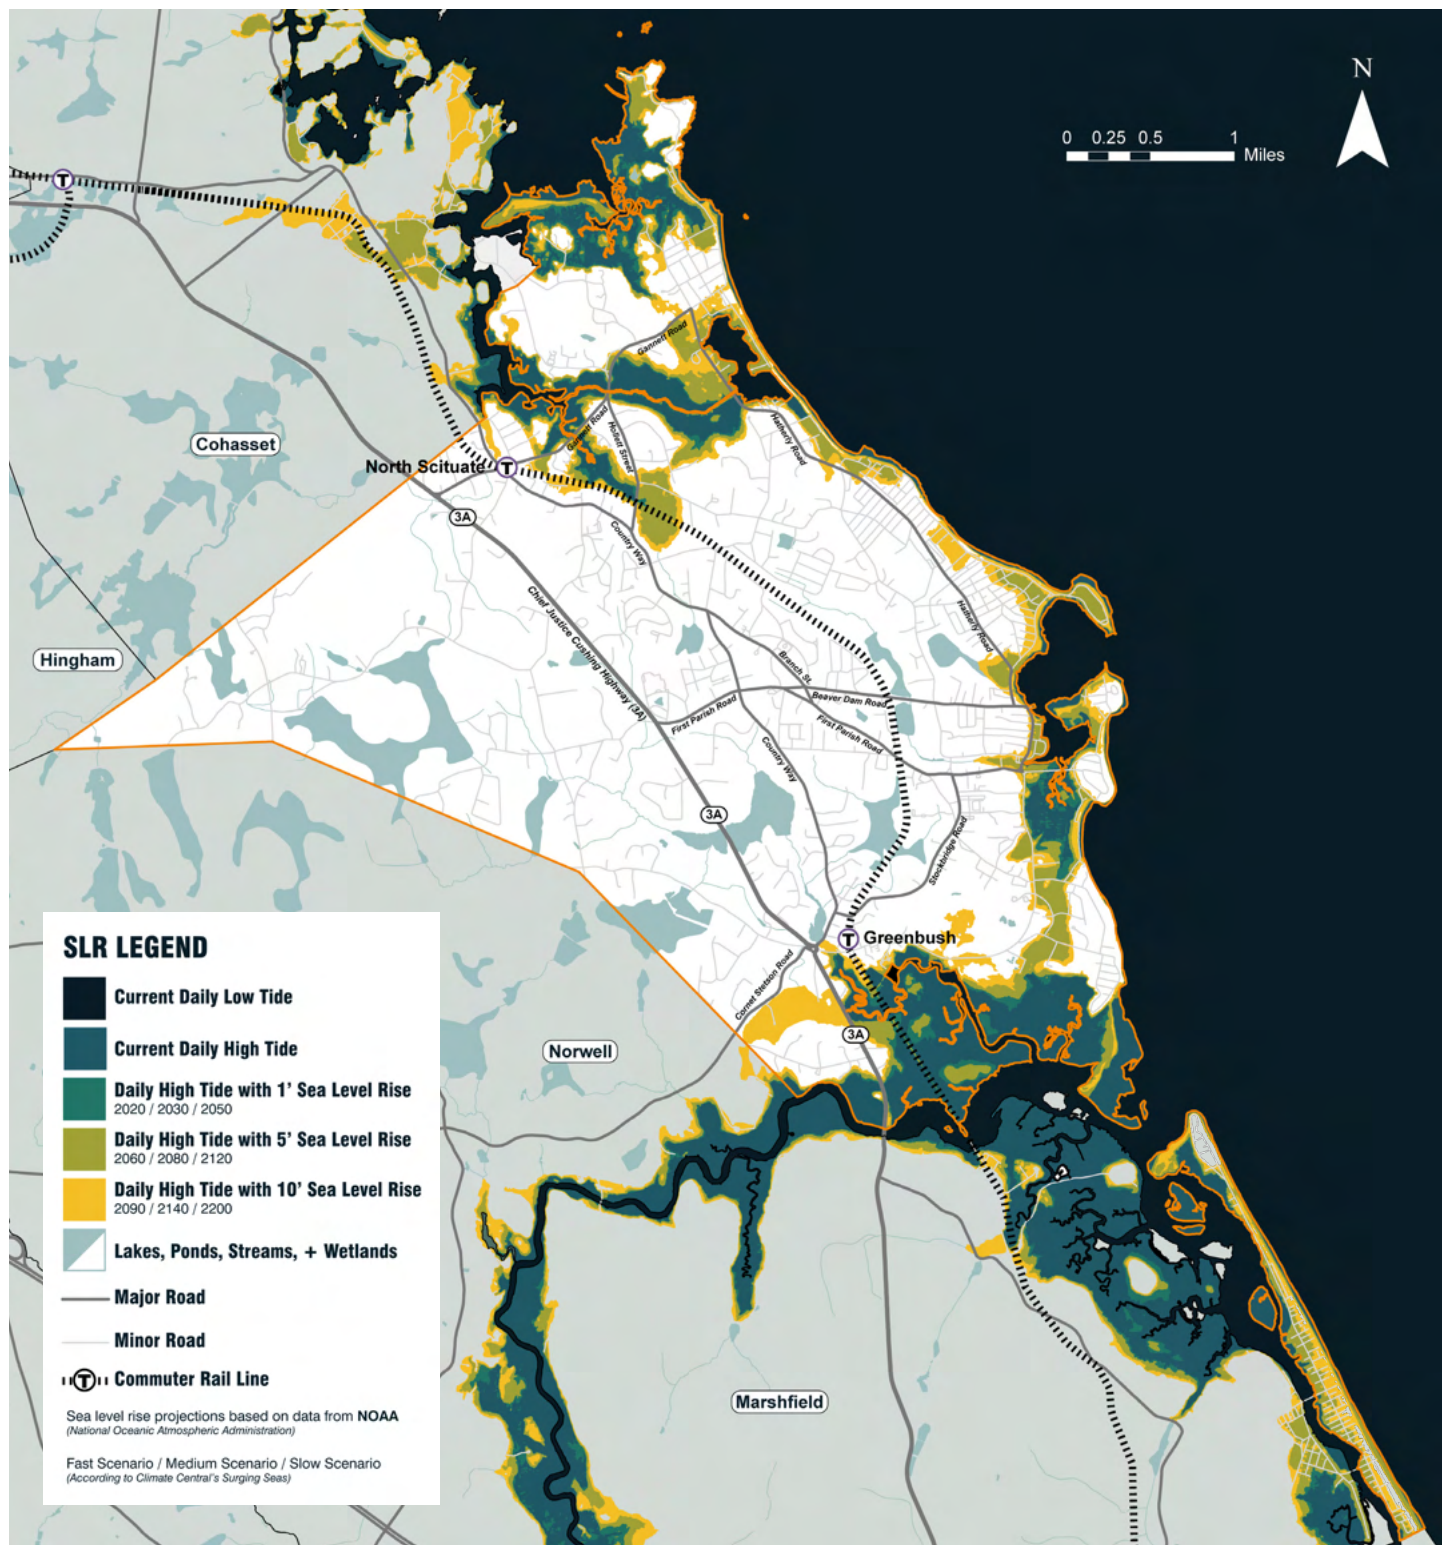 N
0 0.25 0.5 1
Miles
T
Gannett Road
Cohasset
Gannett Road
Hollett Street
Hatherly Road
North Scituate T
3A
Country Way
Chief Justice Cushing Highway (3A)
Hatherly Road
Hingham
Branch St.
Beaver Dam Road
First Parish Road
First Parish Road
Country Way
3A
Stockbridge Road
T Greenbush
Cornet Stetson Road
3A
Norwell
Marshfield
SLR LEGEND
Current Daily Low Tide
Current Daily High Tide
Daily High Tide with 1' Sea Level Rise
2020 / 2030 / 2050
Daily High Tide with 5' Sea Level Rise
2060 / 2080 / 2120
Daily High Tide with 10' Sea Level Rise
2090 / 2140 / 2200
Lakes, Ponds, Streams, + Wetlands
Major Road
Minor Road
T Commuter Rail Line
Sea level rise projections based on data from NOAA
(National Oceanic Atmospheric Administration)
Fast Scenario / Medium Scenario / Slow Scenario
(According to Climate Central's Surging Seas)